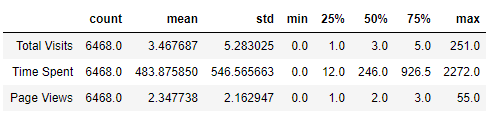 count mean std min 25% 50% 75% max
Total Visits 6468.0 3.467687 5.283025 0.0 1.0 3.0 5.0 251.0
Time Spent 6468.0 483.875850 546.565663 0.0 12.0 246.0 926.5 2272.0
Page Views 6468.0 2.347738 2.162947 0.0 1.0 2.0 3.0 55.0